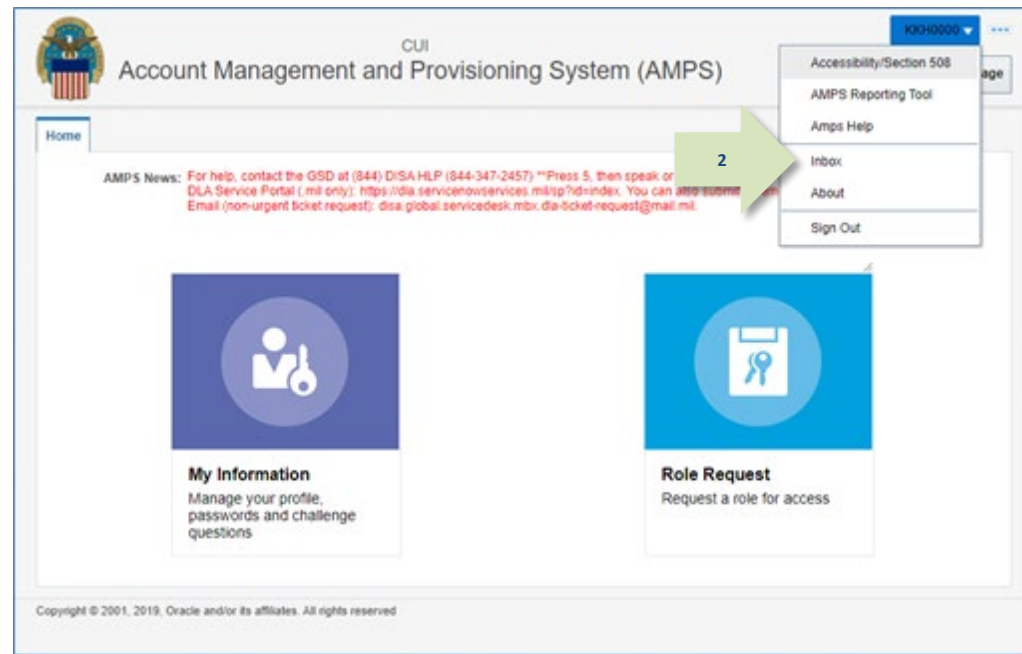 CUI
Account Management and Provisioning System (AMPS)
KKH0000
age
Accessibility/Section 508
AMPS Reporting Tool
Amps Help
Inbox
About
Sign Out
2
Home
AMPS News: For help, contact the GSD at (844) DISA HLP (844-347-2457) **Press 5, then speak or
DLA Service Portal (.mil only): https://dla.servicenowservices.mil/sp?id=index. You can also submit
Email (non-urgent ticket request): disa.global.servicedesk.mbx.dla-ticket-request@mail.mil.
My Information
Manage your profile,
passwords and challenge
questions
Role Request
Request a role for access
Copyright © 2001, 2019, Oracle and/or its affiliates. All rights reserved